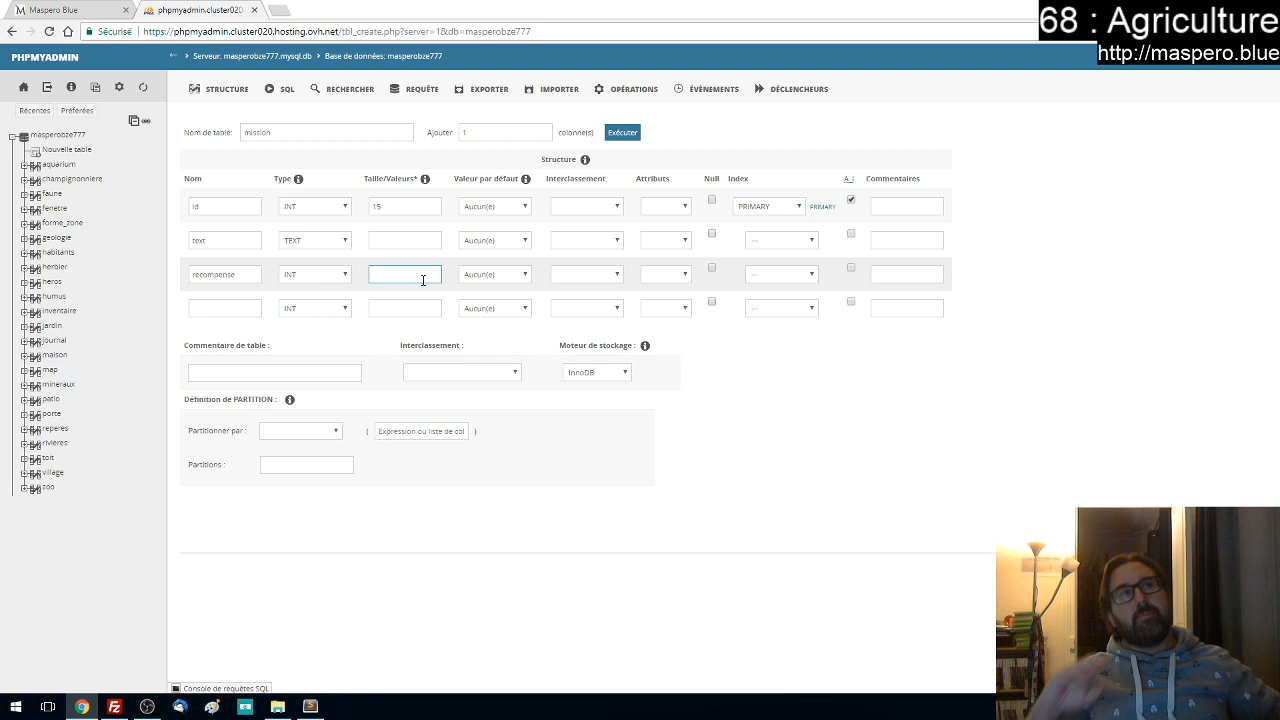 Maspero Blue
phpmyadmin.cluster020
68 : Agriculture
Sécurisé
https://phpmyadmin.cluster020.hosting.ovh.net/tbl_create.php?server=1&db=masperobze777
http://maspero.blue
PHPMYADMIN
Serveur: masperobze777.mysql.db
Base de données: masperobze777
STRUCTURE
SQL
RECHERCHER
REQUÊTE
EXPORTER
IMPORTER
OPÉRATIONS
ÉVÈNEMENTS
DÉCLENCHEURS
Récentes
Préférées
masperobze777
Nouvelle table
aquarium
champignonniere
faune
fenetre
forme_zone
geologie
habitants
herbier
heros
humus
inventaire
jardin
journal
maison
map
mineraux
patio
porte
reperes
rivieres
toit
village
zoo
Nom de table: mission Ajouter 1 colonne(s) Exécuter
Structure
Nom Type Taille/Valeurs* Valeur par défaut Interclassement Attributs Null Index A_I Commentaires
id INT 15 Aucun(e) PRIMARY PRIMARY
text TEXT Aucun(e) ---
recompense INT Aucun(e) ---
INT Aucun(e) ---
Commentaire de table : Interclassement : Moteur de stockage :
InnoDB
Définition de PARTITION :
Partitionner par : ( Expression ou liste de col )
Partitions :
Console de requêtes SQL